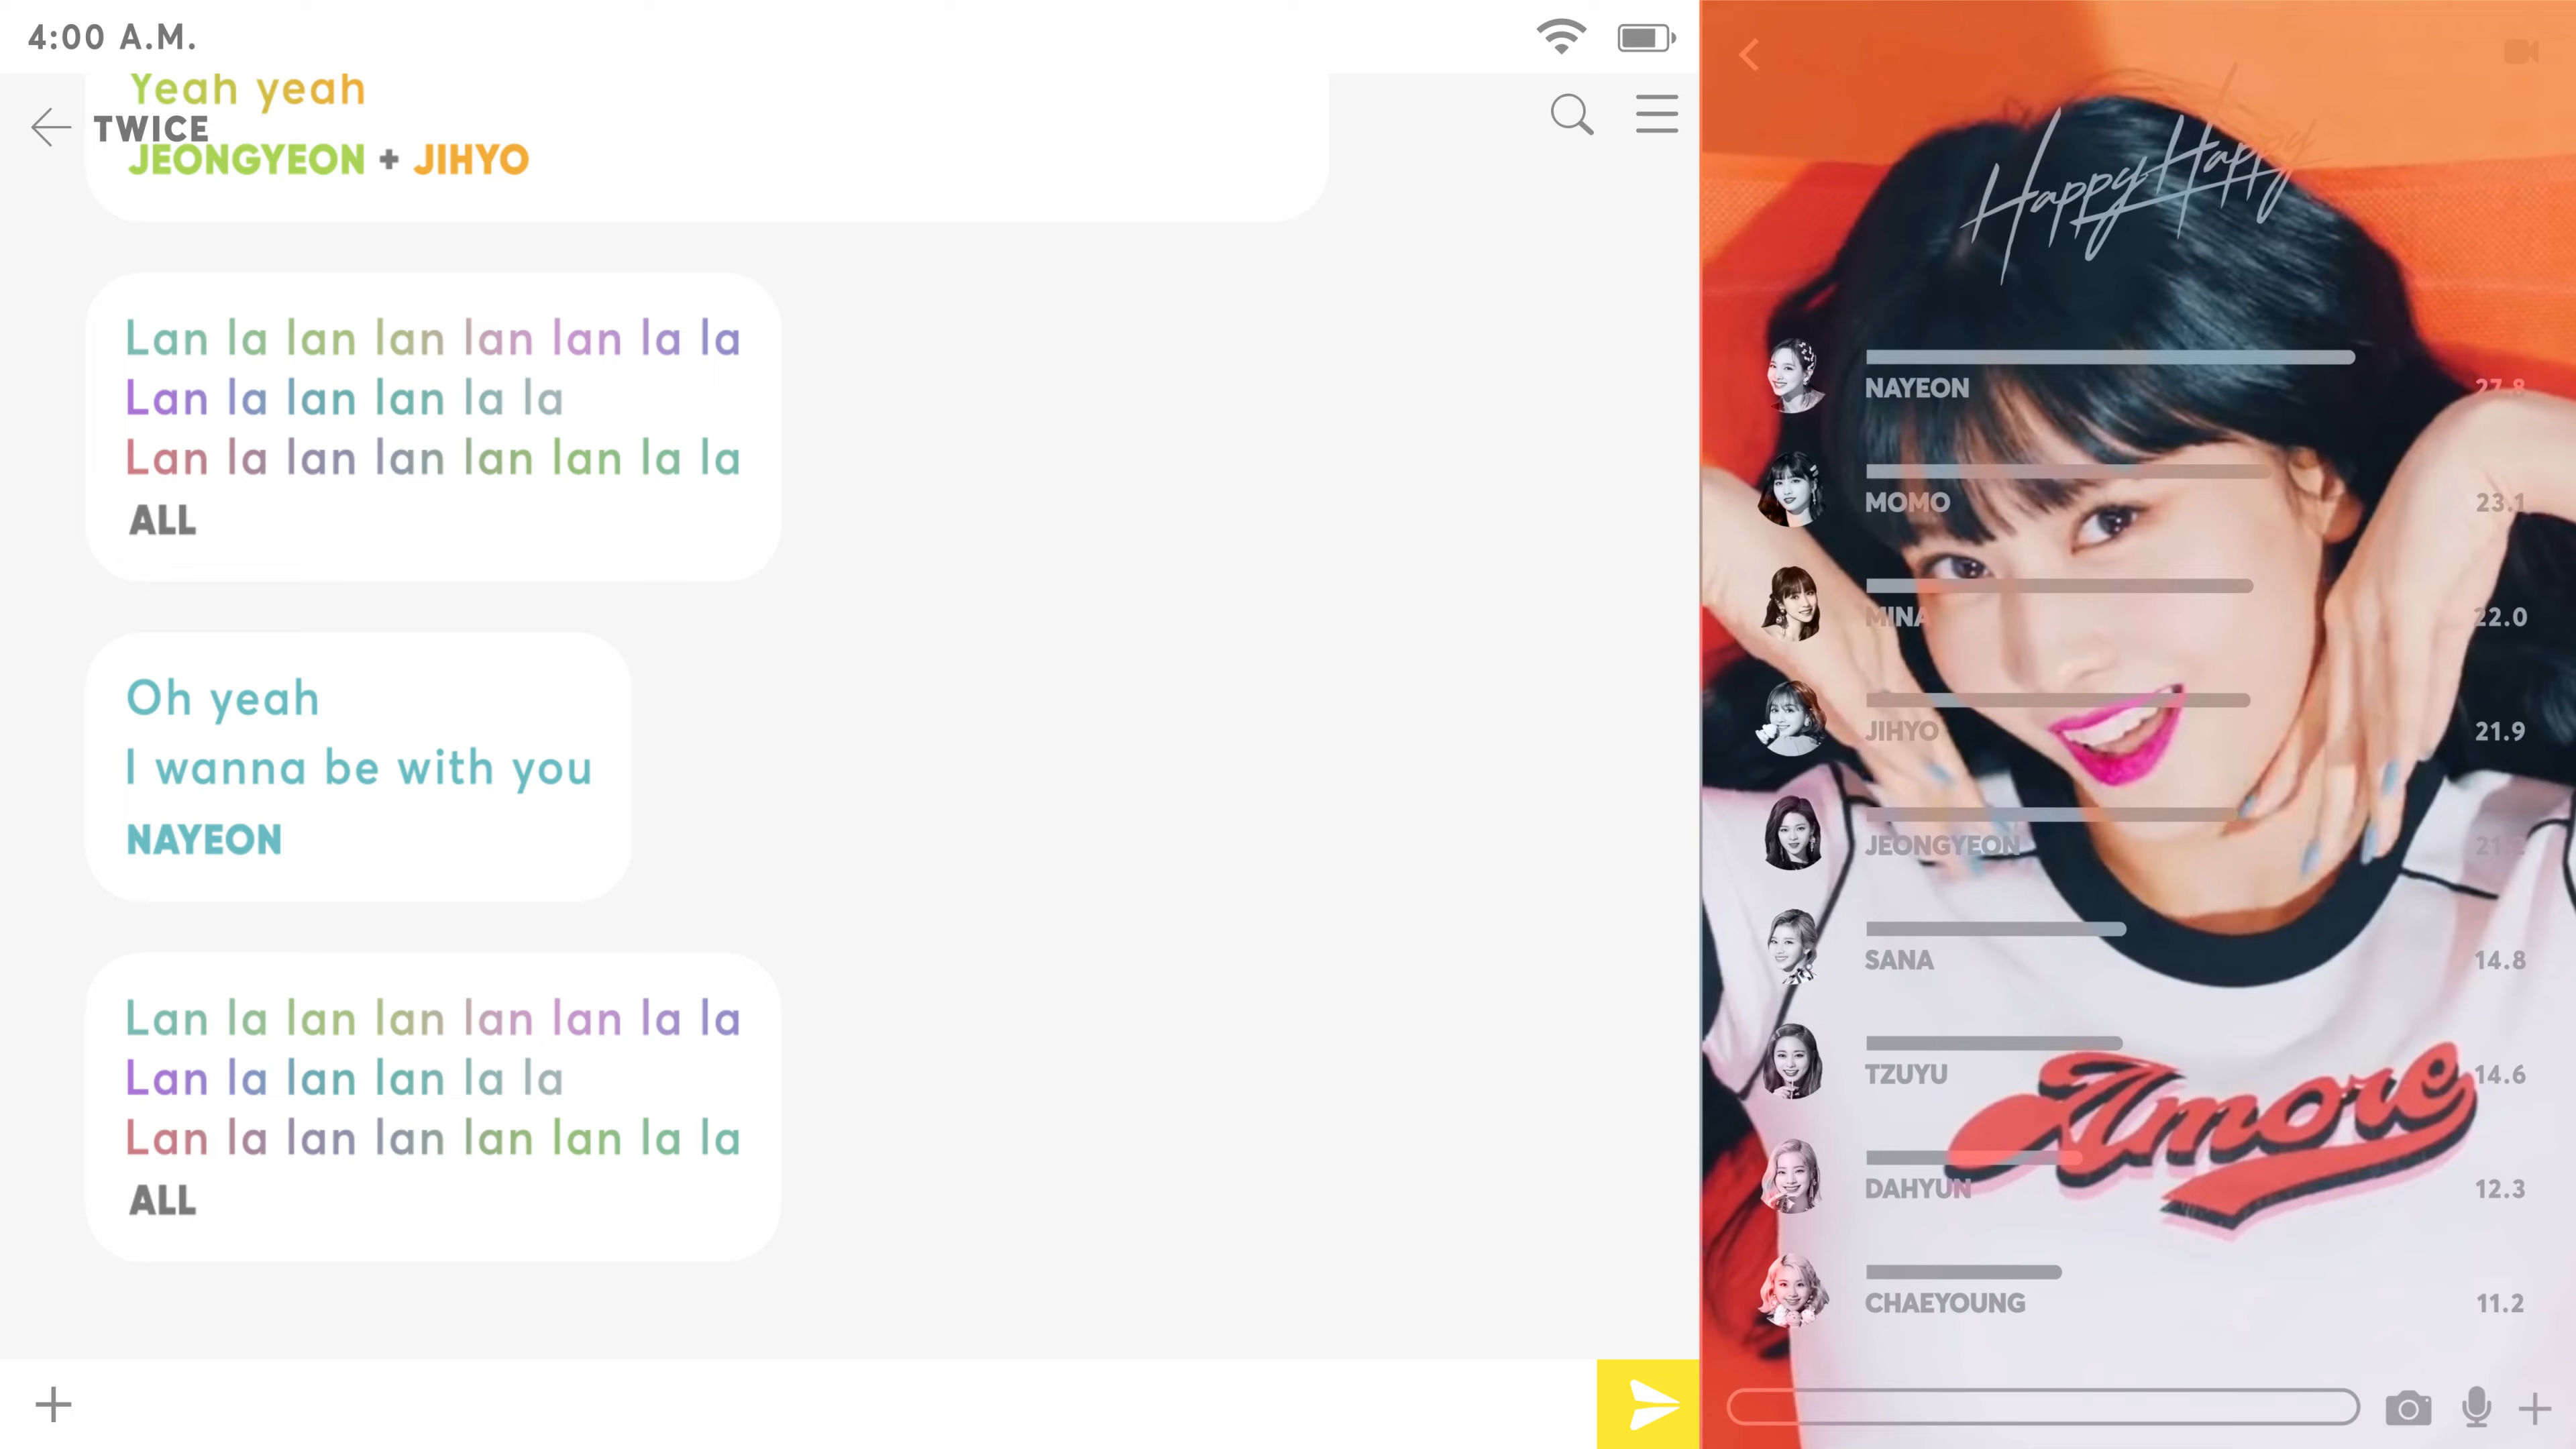 4:00 A.M.
Yeah yeah
TWICE
JEONGYEON + JIHYO
Lan la lan lan lan lan la la
Lan la lan lan la la
Lan la lan lan lan lan la la
ALL
Oh yeah
I wanna be with you
NAYEON
Lan la lan lan lan lan la la
Lan la lan lan la la
Lan la lan lan lan lan la la
ALL
Happy Happy
NAYEON
27.8
MOMO
23.1
MINA
22.0
JIHYO
21.9
JEONGYEON
SANA
14.8
TZUYU
14.6
Amore
DAHYUN
12.3
CHAEYOUNG
11.2